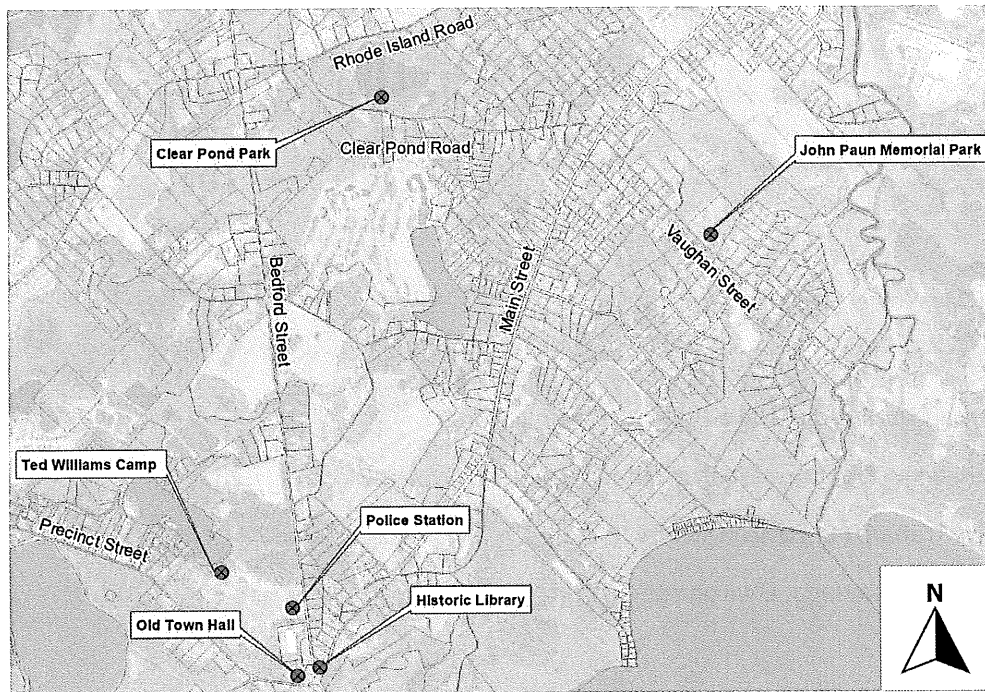 Rhode Island Road
Clear Pond Park
Clear Pond Road
John Paun Memorial Park
Vaughan Street
Bedford Street
Main Street
Ted Williams Camp
Precinct Street
Police Station
Historic Library
Old Town Hall
N